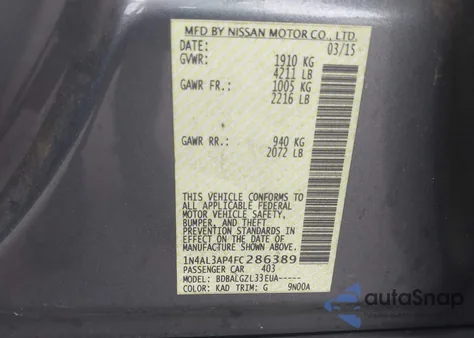 MFD BY NISSAN MOTOR CO., LTD.
DATE: 03/15
GVWR: 1910 KG
4211 LB
GAWR FR.: 1005 KG
2216 LB
GAWR RR.: 940 KG
2072 LB
THIS VEHICLE CONFORMS TO
ALL APPLICABLE FEDERAL
MOTOR VEHICLE SAFETY,
BUMPER, AND THEFT
PREVENTION STANDARDS IN
EFFECT ON THE DATE OF
MANUFACTURE SHOWN ABOVE.
1N4AL3AP4FC286389
PASSENGER CAR 403
MODEL: BDBALGZL33EUA-----
COLOR: KAD TRIM: G 9N00A
autoSnap